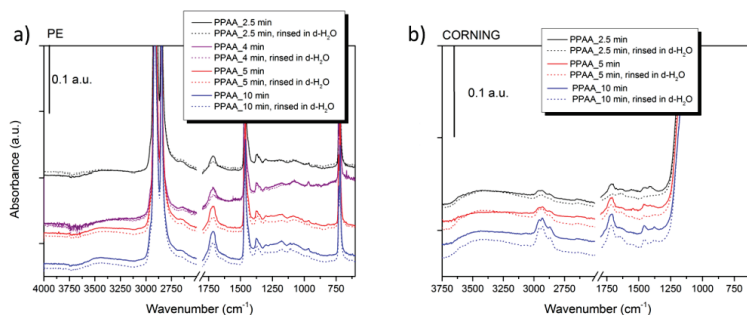 a)
PE
PPAA_2.5 min
PPAA_2.5 min, rinsed in d-H₂O
PPAA_4 min
PPAA_4 min, rinsed in d-H₂O
PPAA_5 min
PPAA_5 min, rinsed in d-H₂O
PPAA_10 min
PPAA_10 min, rinsed in d-H₂O
0.1 a.u.
Absorbance (a.u.)
4000 3750 3000 2500 1750 1500 1250 1000 750
Wavenumber (cm⁻¹)
b)
CORNING
PPAA_2.5 min
PPAA_2.5 min, rinsed in d-H₂O
PPAA_5 min
PPAA_5 min, rinsed in d-H₂O
PPAA_10 min
PPAA_10 min, rinsed in d-H₂O
0.1 a.u.
3750 3500 3250 3000 2750 1750 1500 1250 1000 750
Wavenumber (cm⁻¹)